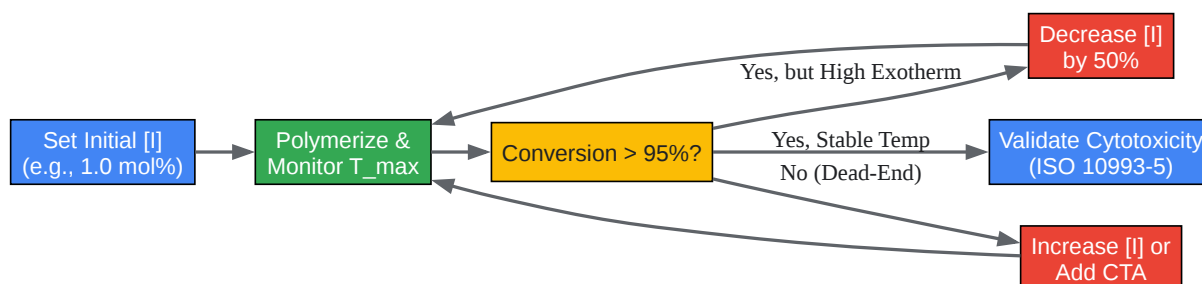 Set Initial [I]
(e.g., 1.0 mol%)
Polymerize &
Monitor T_max
Conversion > 95%?
Yes, but High Exotherm
Decrease [I]
by 50%
Yes, Stable Temp
Validate Cytotoxicity
(ISO 10993-5)
No (Dead-End)
Increase [I] or
Add CTA